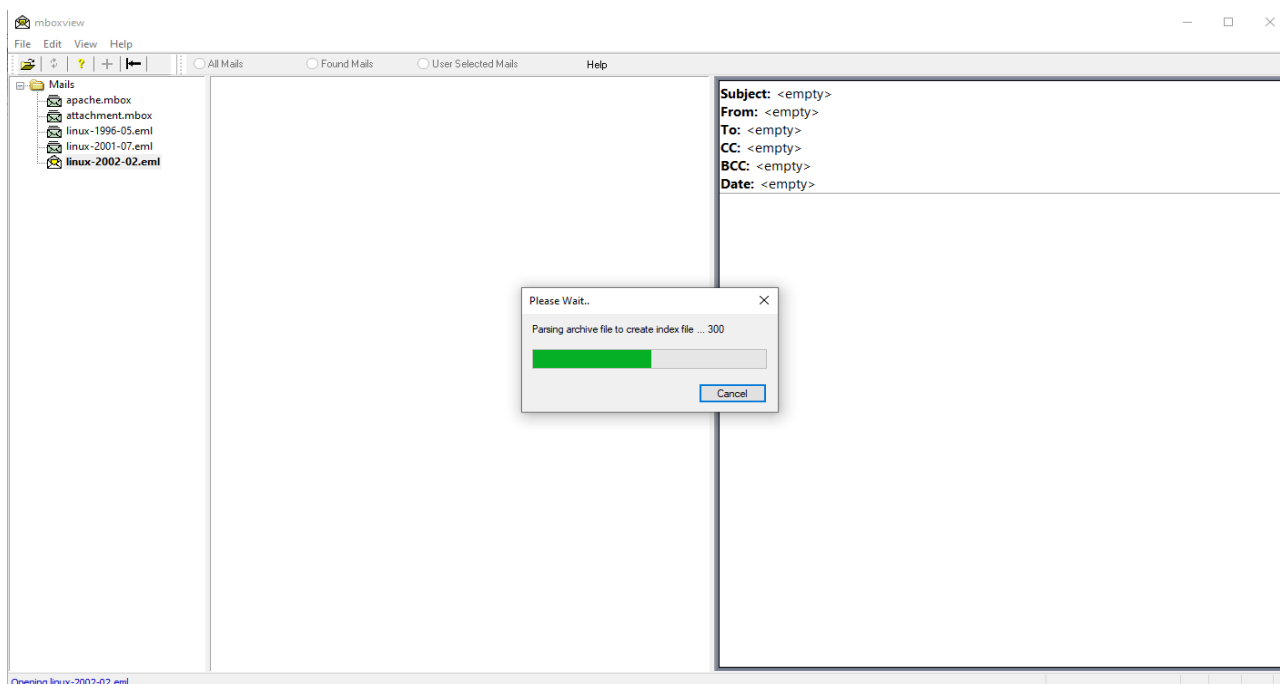 mboxview
File Edit View Help
All Mails Found Mails User Selected Mails Help
Mails
apache.mbox
attachment.mbox
linux-1996-05.eml
linux-2001-07.eml
linux-2002-02.eml
Subject: <empty>
From: <empty>
To: <empty>
CC: <empty>
BCC: <empty>
Date: <empty>
Please Wait..
Parsing archive file to create index file ... 300
Cancel
Opening linux-2002-02.eml